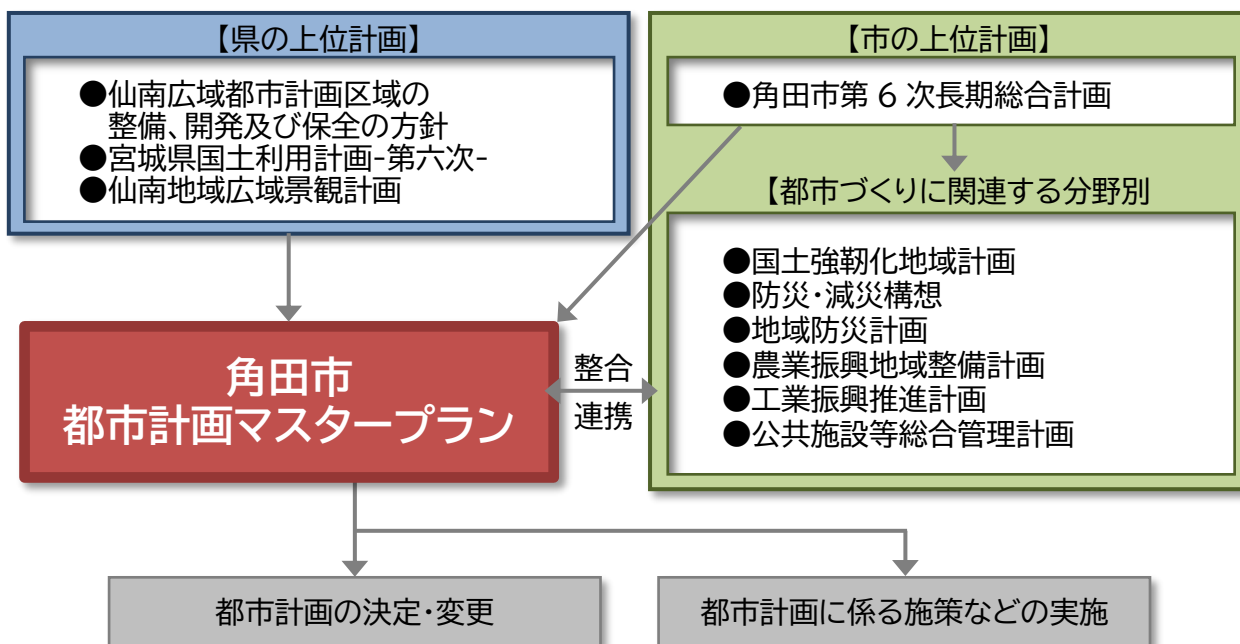 【県の上位計画】
●仙南広域都市計画区域の
整備、開発及び保全の方針
●宮城県国土利用計画-第六次-
●仙南地域広域景観計画
【市の上位計画】
●角田市第6次長期総合計画
【都市づくりに関連する分野別
●国土強靭化地域計画
●防災・減災構想
●地域防災計画
●農業振興地域整備計画
●工業振興推進計画
●公共施設等総合管理計画
角田市
都市計画マスタープラン
整合
連携
都市計画の決定・変更
都市計画に係る施策などの実施